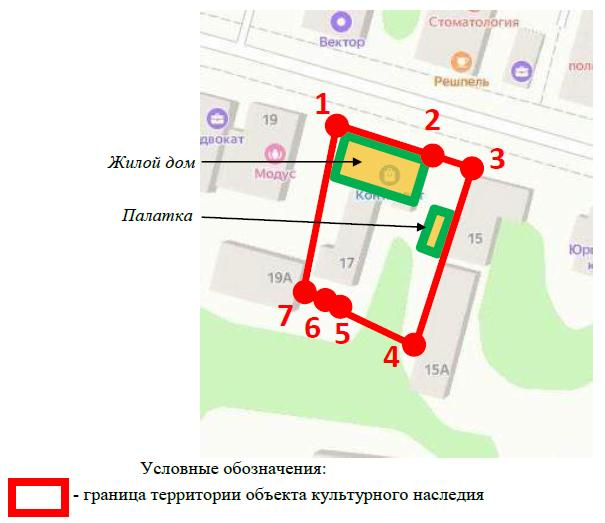 Стоматология
Вектор
Решпель
пол
1
19
2
двокат
3
Жилой дом
Модус
Палатка
15
Юр
к
17
19А
7
6
5
4
15А
Условные обозначения:
- граница территории объекта культурного наследия